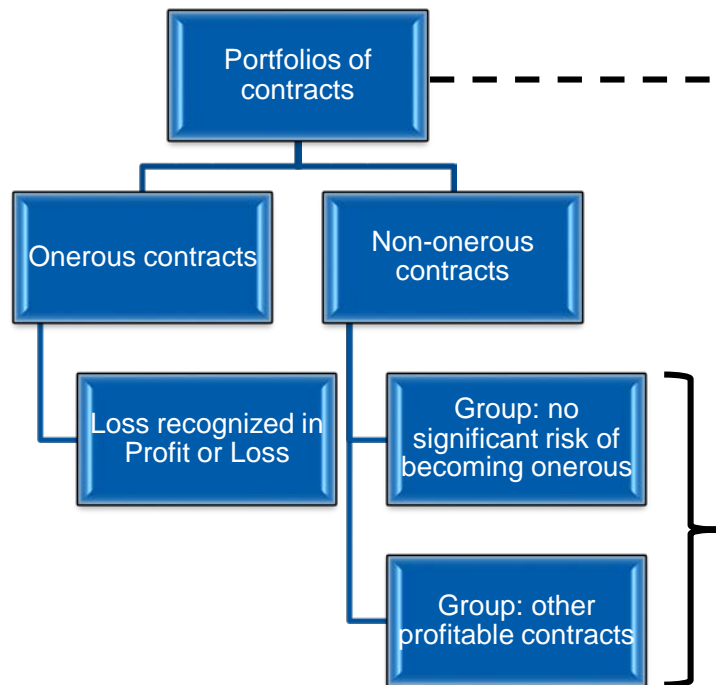 Portfolios of
contracts
Onerous contracts
Non-onerous
contracts
Loss recognized in
Profit or Loss
Group: no
significant risk of
becoming onerous
Group: other
profitable contracts